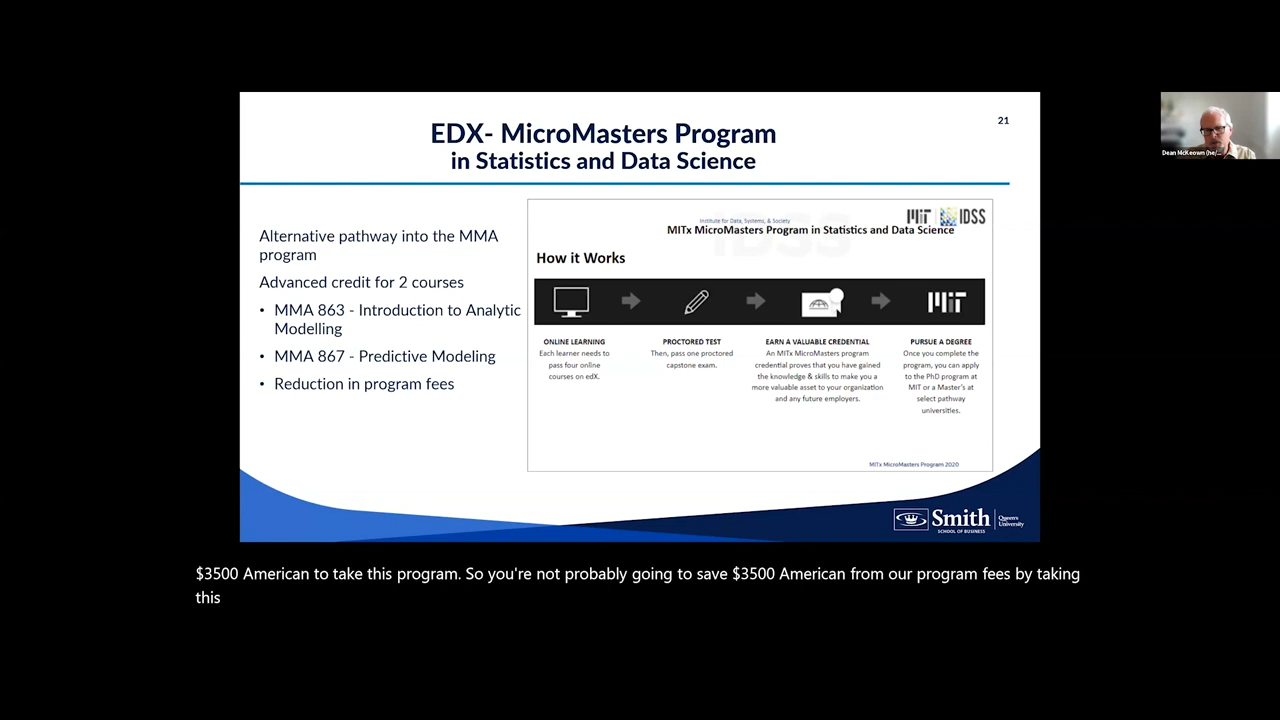 21
EDX- MicroMasters Program
in Statistics and Data Science
Alternative pathway into the MMA
program
Advanced credit for 2 courses
• MMA 863 - Introduction to Analytic
Modelling
• MMA 867 - Predictive Modeling
• Reduction in program fees
Institute for Data, Systems, & Society
MIT IDSS
IDSS
MITx MicroMasters Program in Statistics and Data Science
How it Works
MIT
ONLINE LEARNING
Each learner needs to
pass four online
courses on edX.
PROCTORED TEST
Then, pass one proctored
capstone exam.
EARN A VALUABLE CREDENTIAL
An MITx MicroMasters program
credential proves that you have gained
the knowledge & skills to make you a
more valuable asset to your organization
and any future employers.
PURSUE A DEGREE
Once you complete the
program, you can apply
to the PhD program at
MIT or a Master's at
select pathway
universities.
MITx MicroMasters Program 2020
Smith
SCHOOL OF BUSINESS
Queen's
University
Dean McKeown (he/...
$3500 American to take this program. So you're not probably going to save $3500 American from our program fees by taking
this